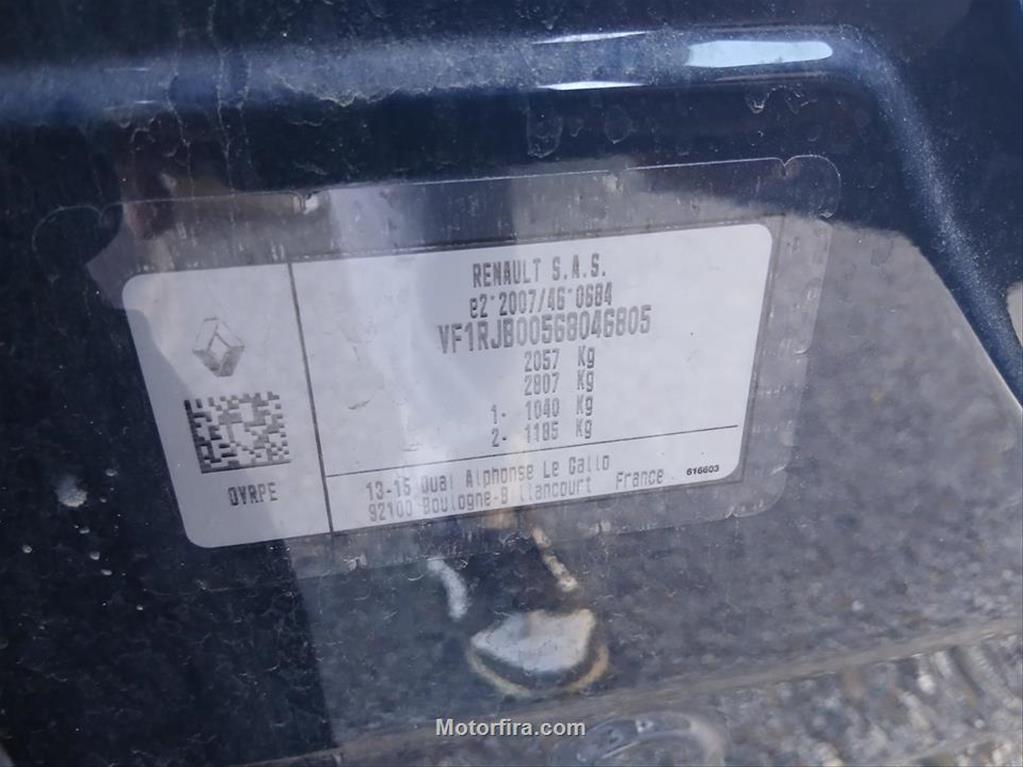 RENAULT S.A.S.
e2*2007/46*0684
VF1RJB00568046805
2057 Kg
2807 Kg
1- 1040 Kg
2- 1185 Kg
13-15 Quai Alphonse Le Gallo
92100 Boulogne-B llancourt France
616603
OVRPE
Motorfira.com